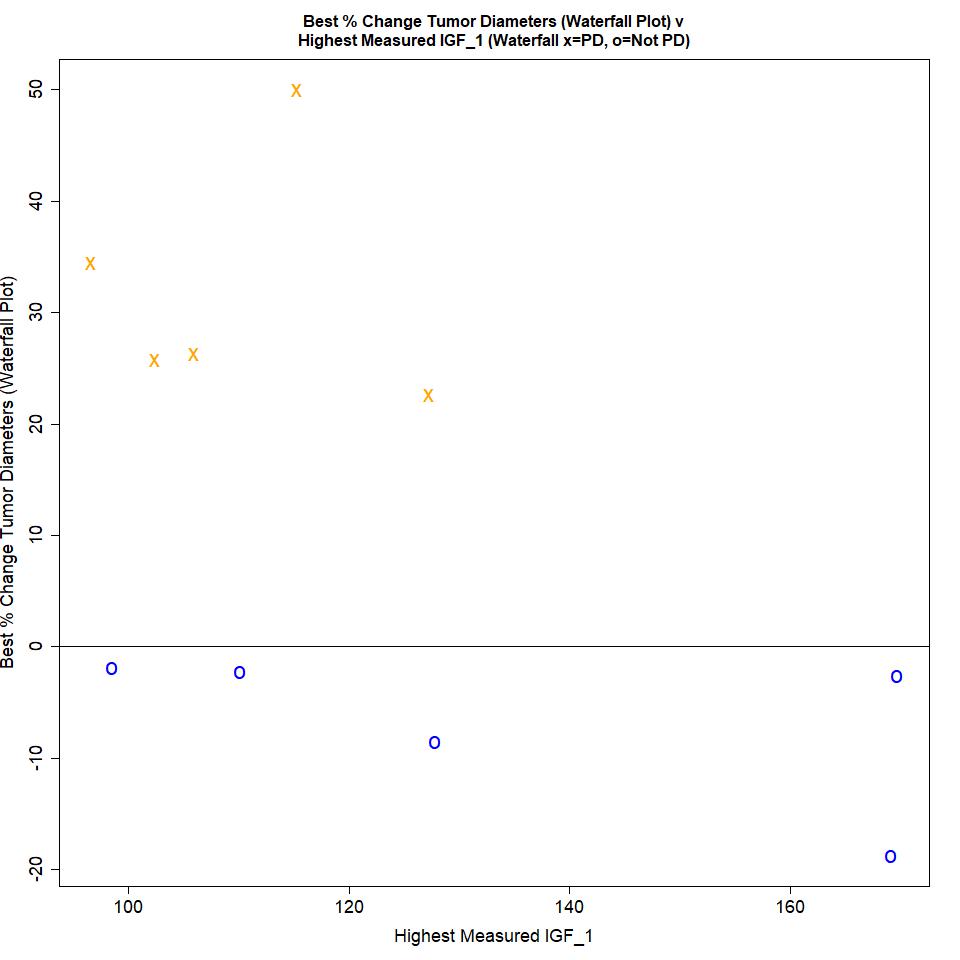 Best % Change Tumor Diameters (Waterfall Plot) v
Highest Measured IGF_1 (Waterfall x=PD, o=Not PD)
Best % Change Tumor Diameters (Waterfall Plot)
50
40
30
20
10
0
-10
-20
X
X
X
X
X
O
O
O
O
O
100
120
140
160
Highest Measured IGF_1